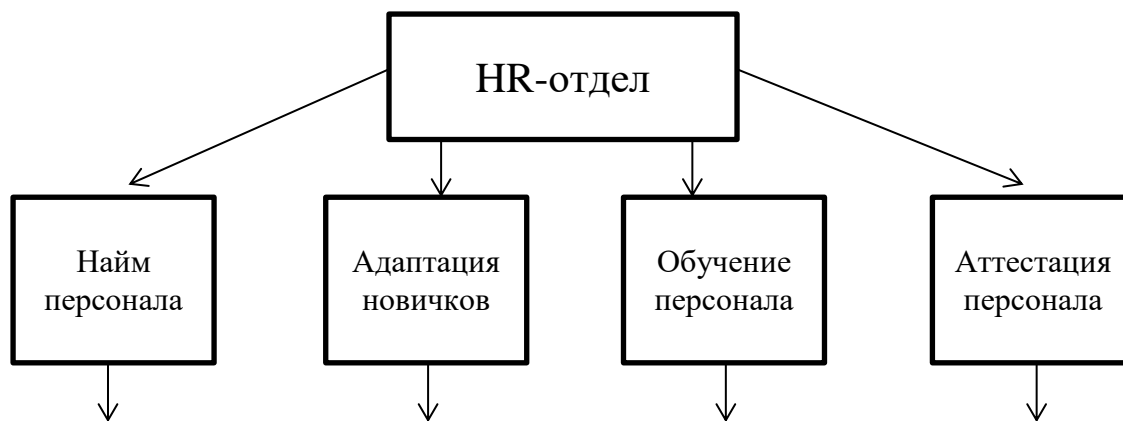 HR-отдел
Найм
персонала
Адаптация
новичков
Обучение
персонала
Аттестация
персонала